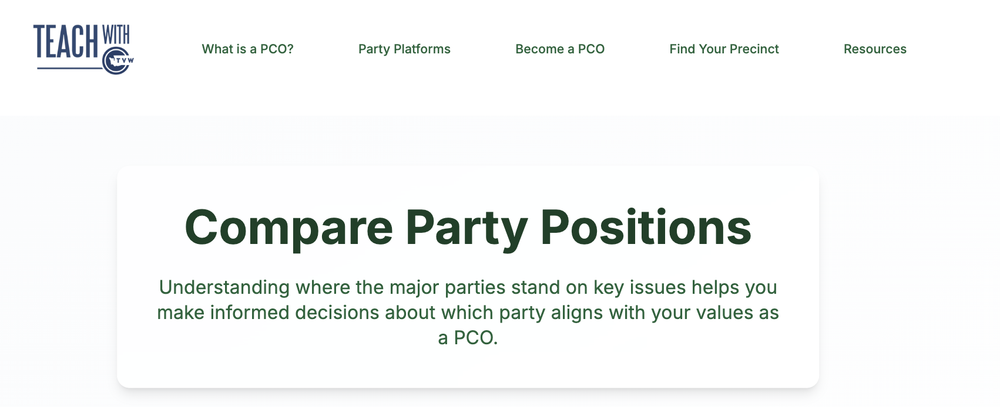 TEACH WITH
TVW
What is a PCO?
Party Platforms
Become a PCO
Find Your Precinct
Resources
Compare Party Positions
Understanding where the major parties stand on key issues helps you
make informed decisions about which party aligns with your values as
a PCO.